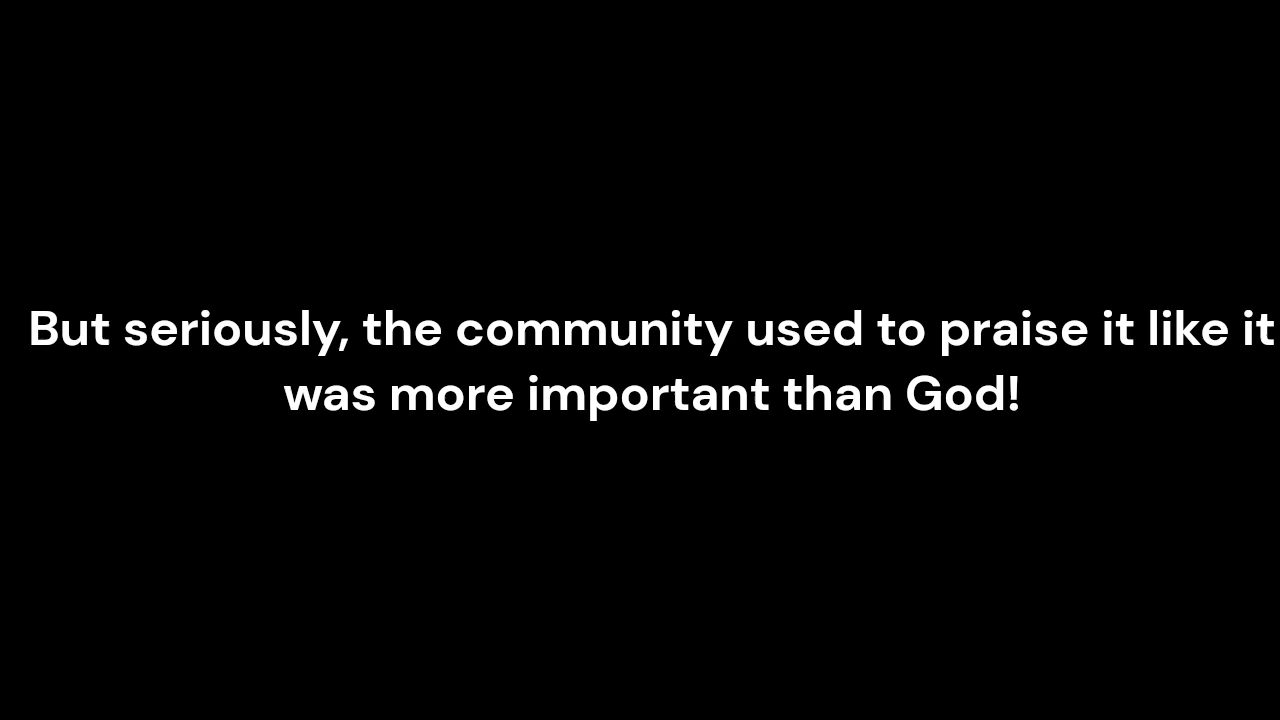 But seriously, the community used to praise it like it
was more important than God!